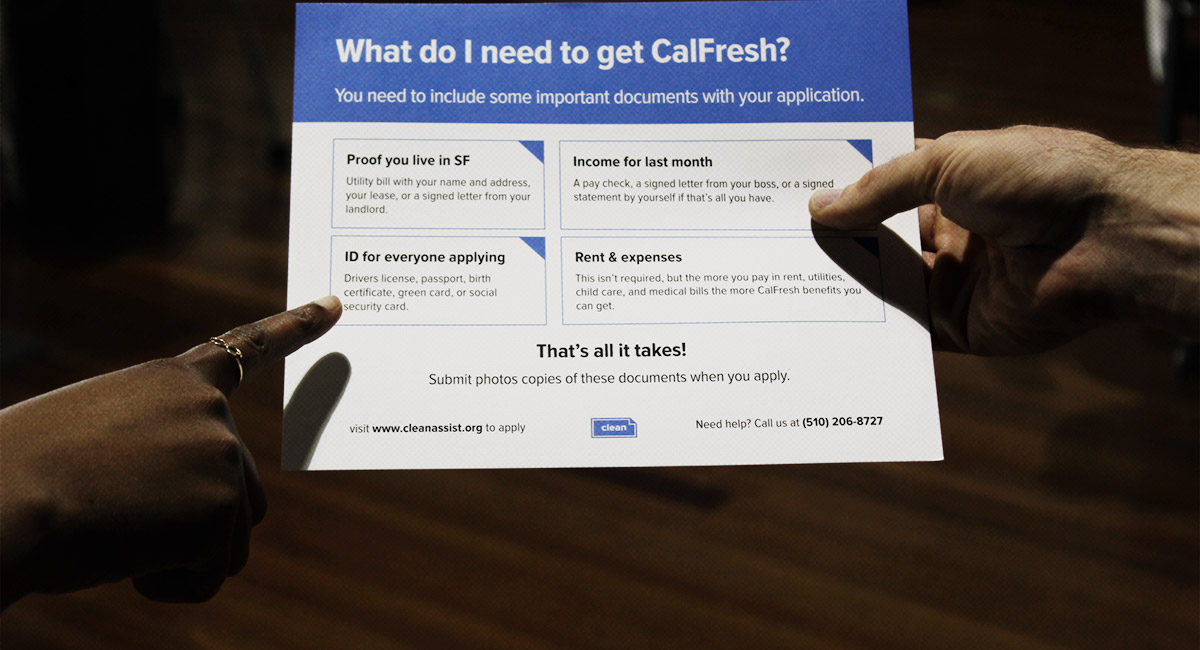 What do I need to get CalFresh?
You need to include some important documents with your application.
Proof you live in SF
Utility bill with your name and address,
your lease, or a signed letter from your
landlord.
Income for last month
A pay check, a signed letter from your boss, or a signed
statement by yourself if that's all you have.
ID for everyone applying
Drivers license, passport, birth
certificate, green card, or social
security card.
Rent & expenses
This isn't required, but the more you pay in rent, utilities,
child care, and medical bills the more CalFresh benefits you
can get.
That's all it takes!
Submit photos copies of these documents when you apply.
visit www.cleanassist.org to apply
clean
Need help? Call us at (510) 206-8727